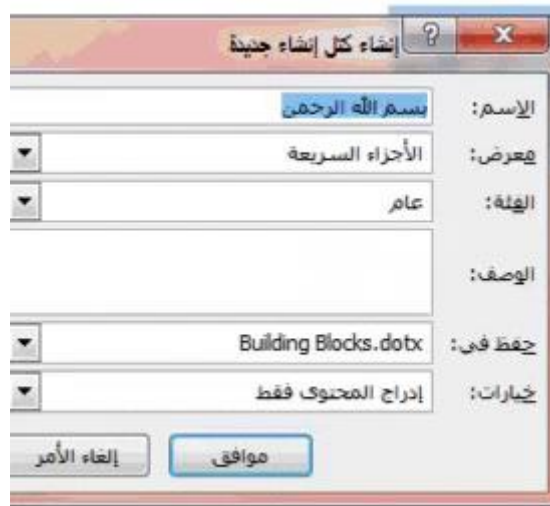 إنشاء كتل إنشاء جديدة
الاسم: بسم الله الرحمن
معرض: الأجزاء السريعة
الفئة: عام
الوصف:
حفظ في: Building Blocks.dotx
خيارات: إدراج المحتوى فقط
موافق إلغاء الأمر